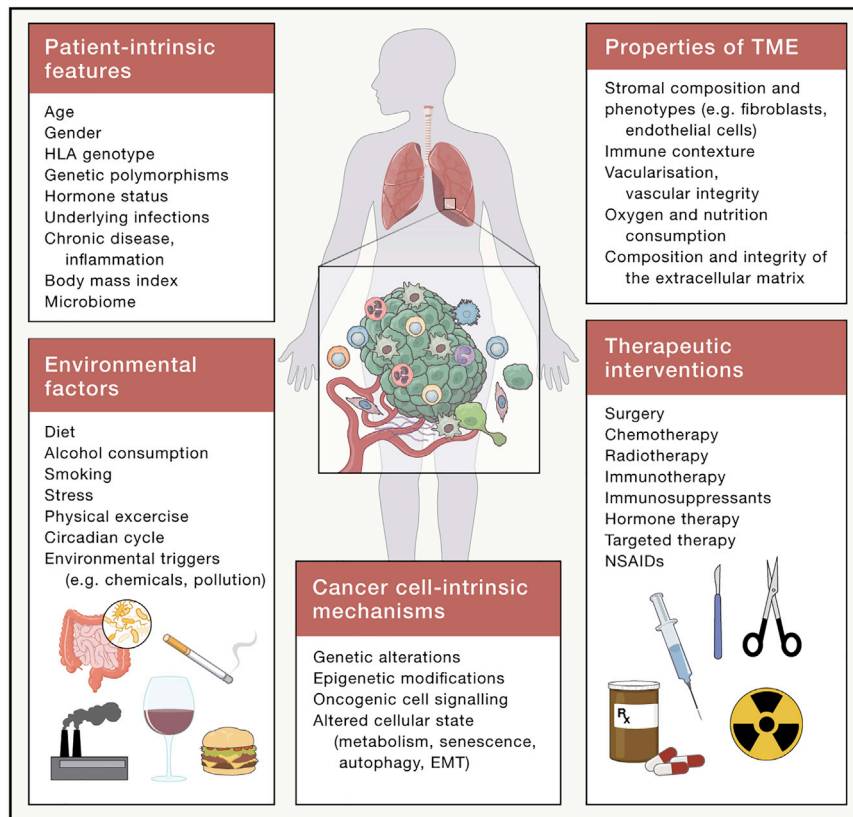 Patient-intrinsic
features
Age
Gender
HLA genotype
Genetic polymorphisms
Hormone status
Underlying infections
Chronic disease,
inflammation
Body mass index
Microbiome
Properties of TME
Stromal composition and
phenotypes (e.g. fibroblasts,
endothelial cells)
Immune contexture
Vacularisation,
vascular integrity
Oxygen and nutrition
consumption
Composition and integrity of
the extracellular matrix
Environmental
factors
Diet
Alcohol consumption
Smoking
Stress
Physical excercise
Circadian cycle
Environmental triggers
(e.g. chemicals, pollution)
Cancer cell-intrinsic
mechanisms
Genetic alterations
Epigenetic modifications
Oncogenic cell signalling
Altered cellular state
(metabolism, senescence,
autophagy, EMT)
Therapeutic
interventions
Surgery
Chemotherapy
Radiotherapy
Immunotherapy
Immunosuppressants
Hormone therapy
Targeted therapy
NSAIDs
Rx